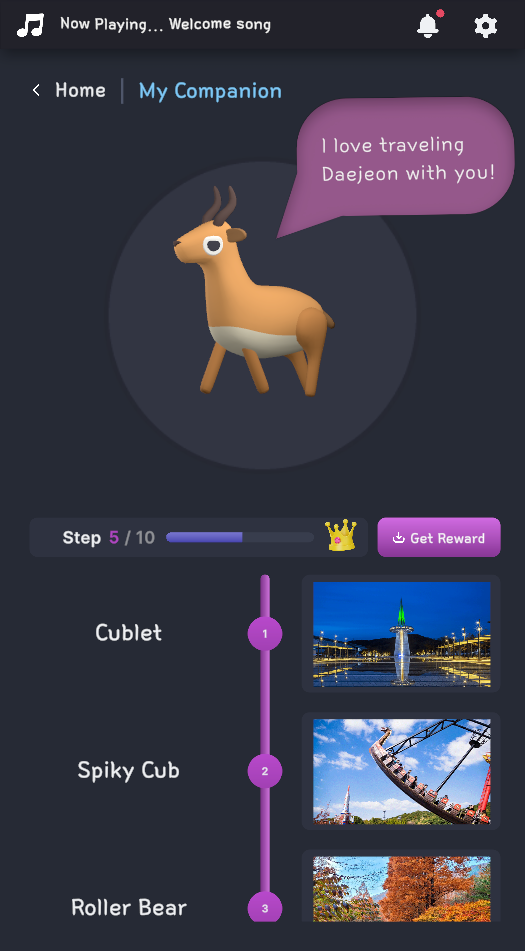 Now Playing... Welcome song
Home
My Companion
I love traveling
Daejeon with you!
Step 5 / 10
Get Reward
Cublet
1
Spiky Cub
2
Roller Bear
3